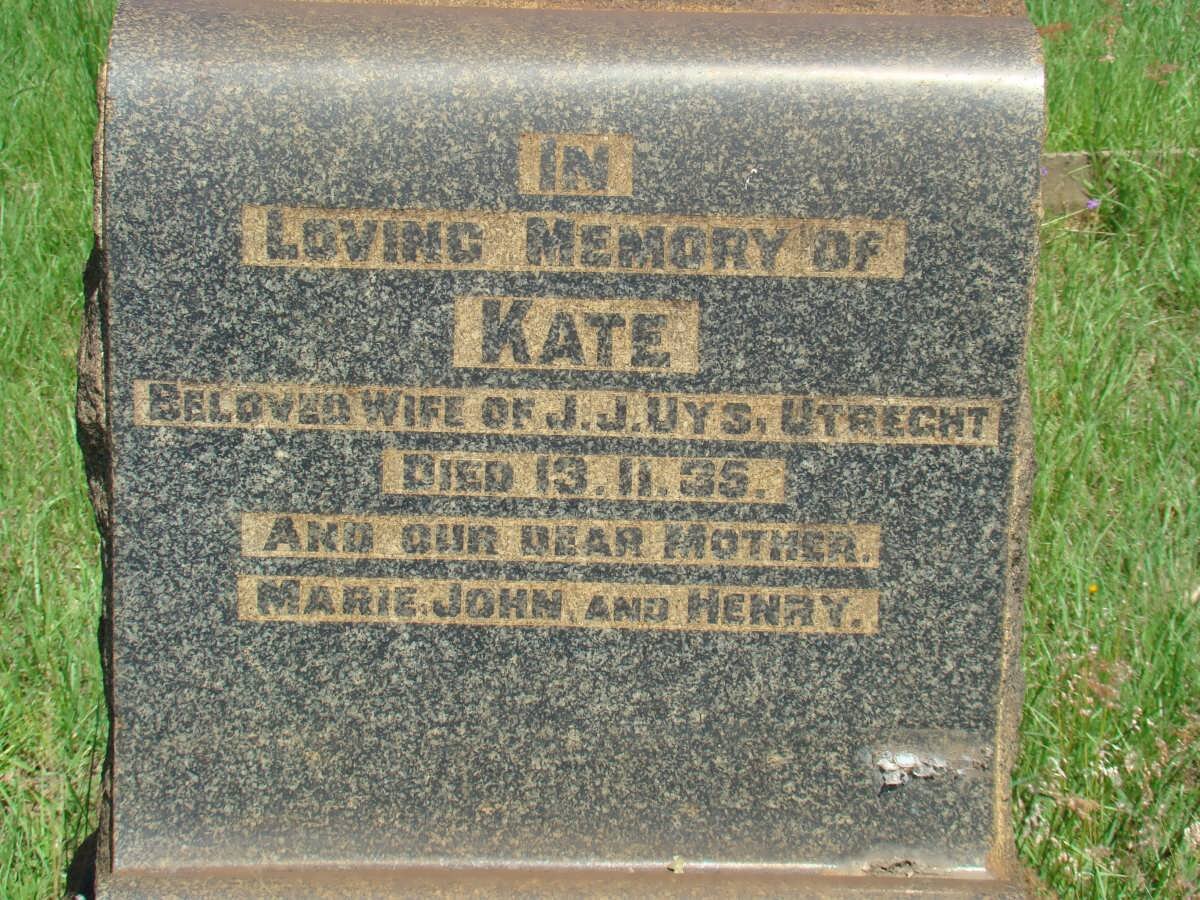 IN
LOVING MEMORY OF
KATE
BELOVED WIFE OF J.J. UYS, UTRECHT
DIED 13.11.35.
AND OUR DEAR MOTHER.
MARIE, JOHN AND HENRY.